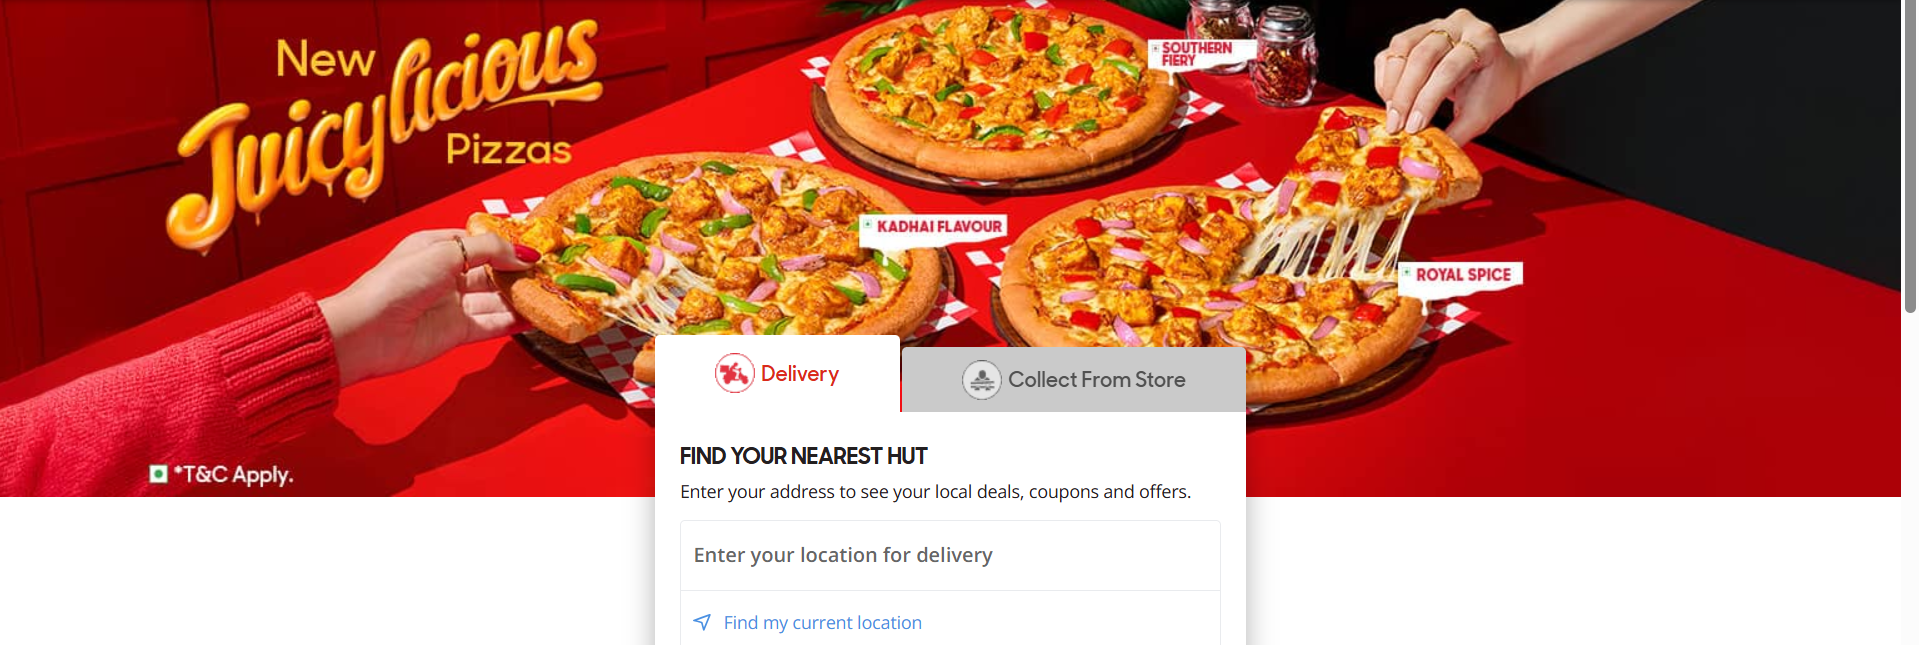 New
Juicylicious
Pizzas
SOUTHERN
FIERY
KADHAI FLAVOUR
ROYAL SPICE
*T&C Apply.
Delivery
Collect From Store
FIND YOUR NEAREST HUT
Enter your address to see your local deals, coupons and offers.
Enter your location for delivery
Find my current location